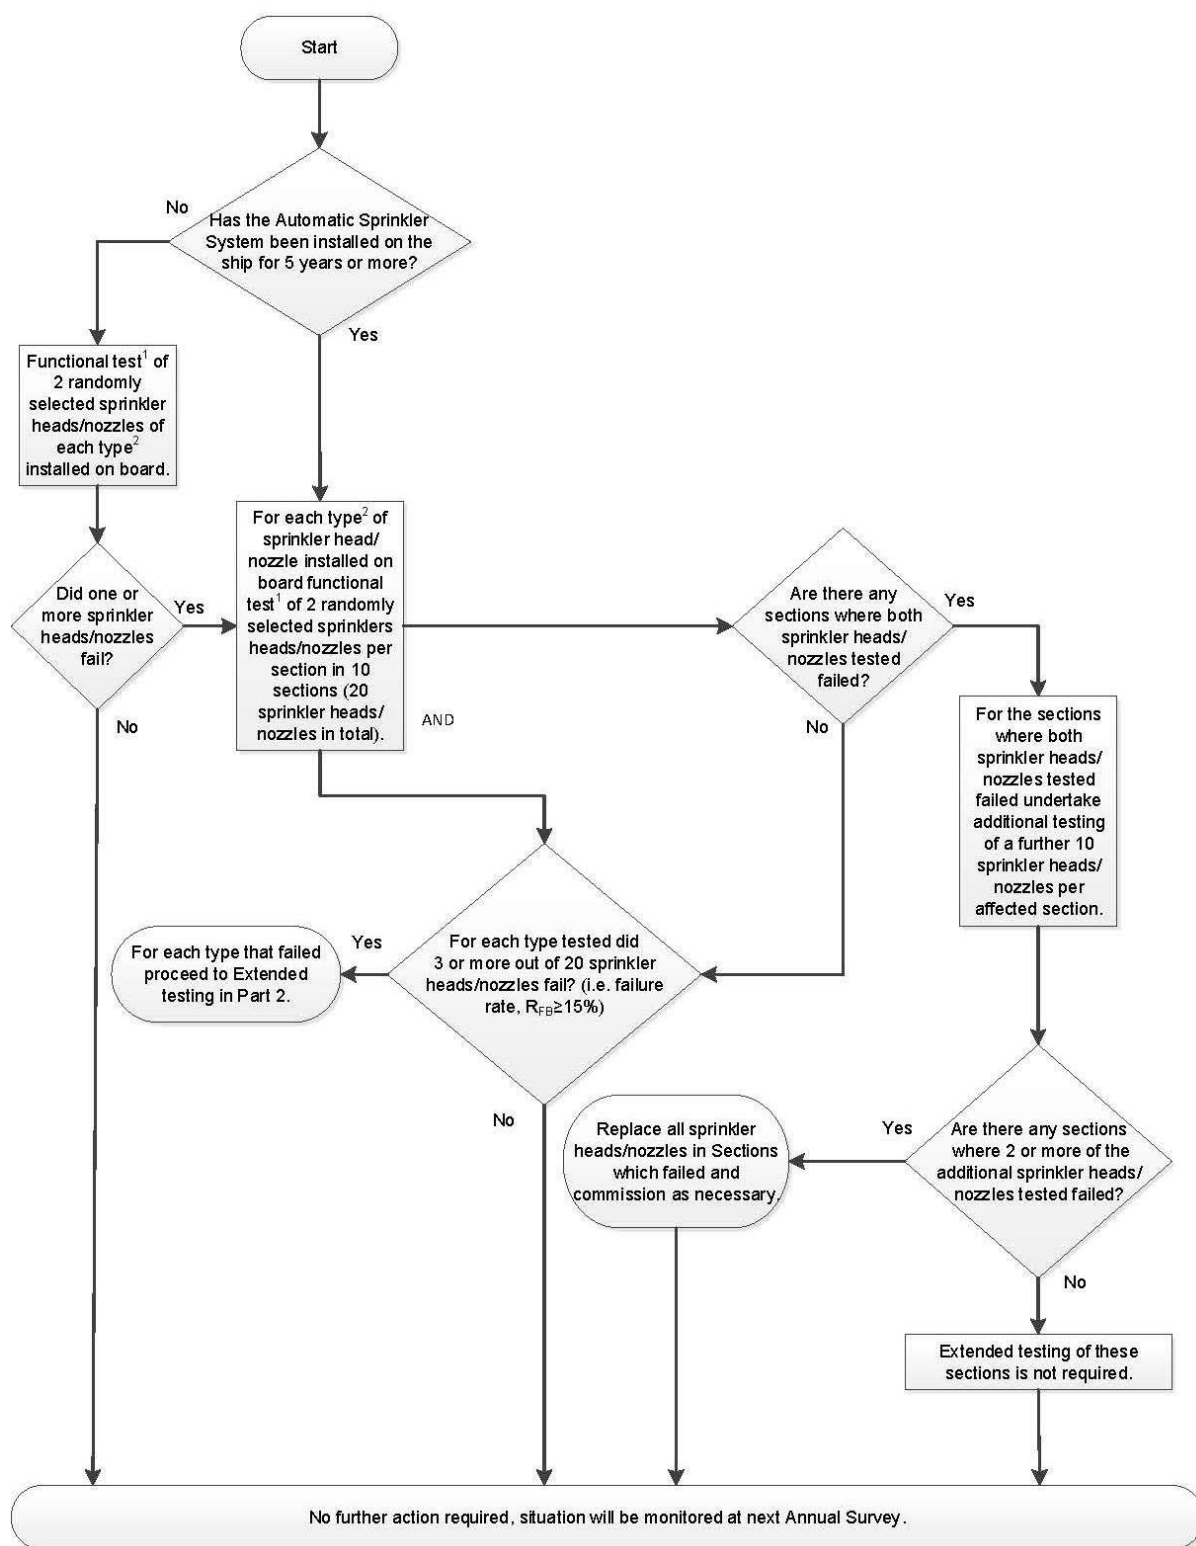 Start
No
Has the Automatic Sprinkler
System been installed on the
ship for 5 years or more?
Yes
Functional test¹ of
2 randomly
selected sprinkler
heads/nozzles of
each type²
installed on board.
For each type² of
sprinkler head/
nozzle installed on
board functional
test¹ of 2 randomly
selected sprinklers
heads/nozzles per
section in 10
sections (20
sprinkler heads/
nozzles in total).
Did one or
more sprinkler
heads/nozzles
fail?
Yes
No
AND
Are there any
sections where both
sprinkler heads/
nozzles tested
failed?
Yes
No
For the sections
where both
sprinkler heads/
nozzles tested
failed undertake
additional testing
of a further 10
sprinkler heads/
nozzles per
affected section.
For each type that failed
proceed to Extended
testing in Part 2.
Yes
For each type tested did
3 or more out of 20 sprinkler
heads/nozzles fail? (i.e. failure
rate, RFB≥15%)
No
Replace all sprinkler
heads/nozzles in Sections
which failed and
commission as necessary.
Yes
Are there any sections
where 2 or more of the
additional sprinkler heads/
nozzles tested failed?
No
Extended testing of these
sections is not required.
No further action required, situation will be monitored at next Annual Survey.